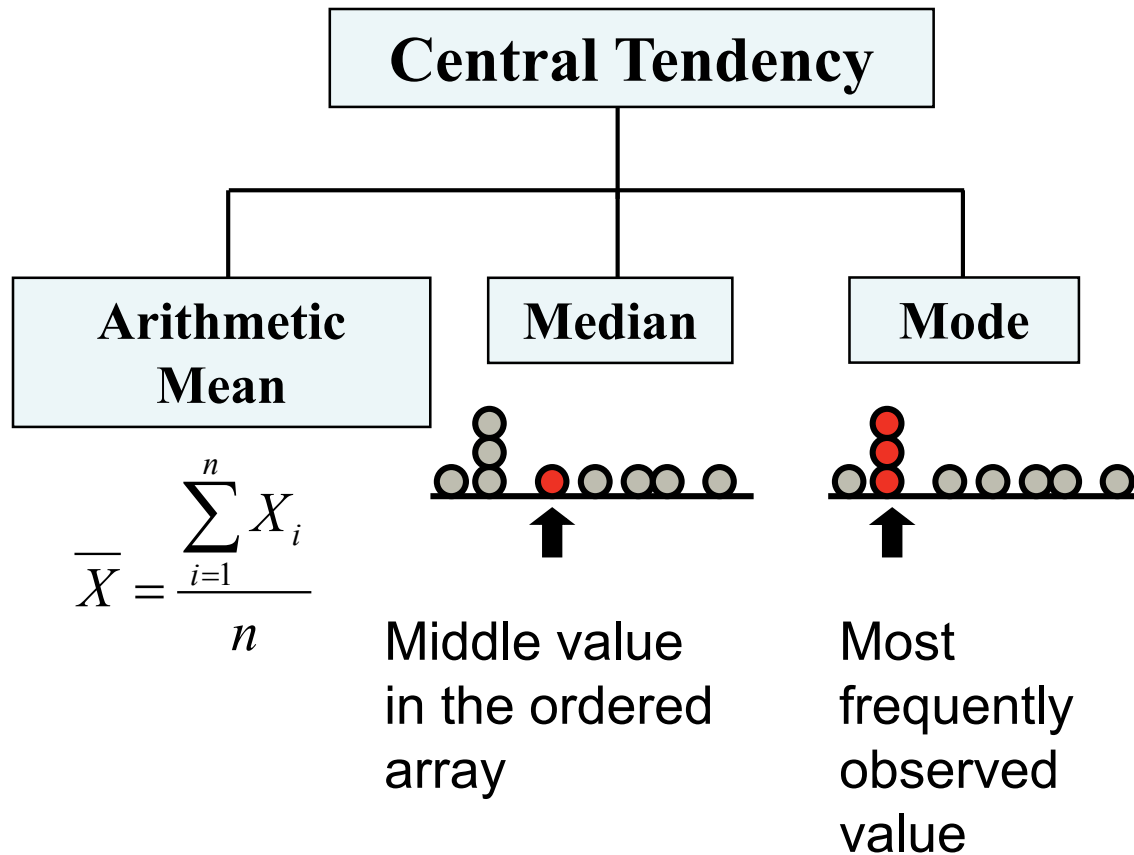 Central Tendency
Arithmetic
Mean
Median
Mode
X̄ = ∑_{i=1}^{n} X_i / n
Middle value
in the ordered
array
Most
frequently
observed
value